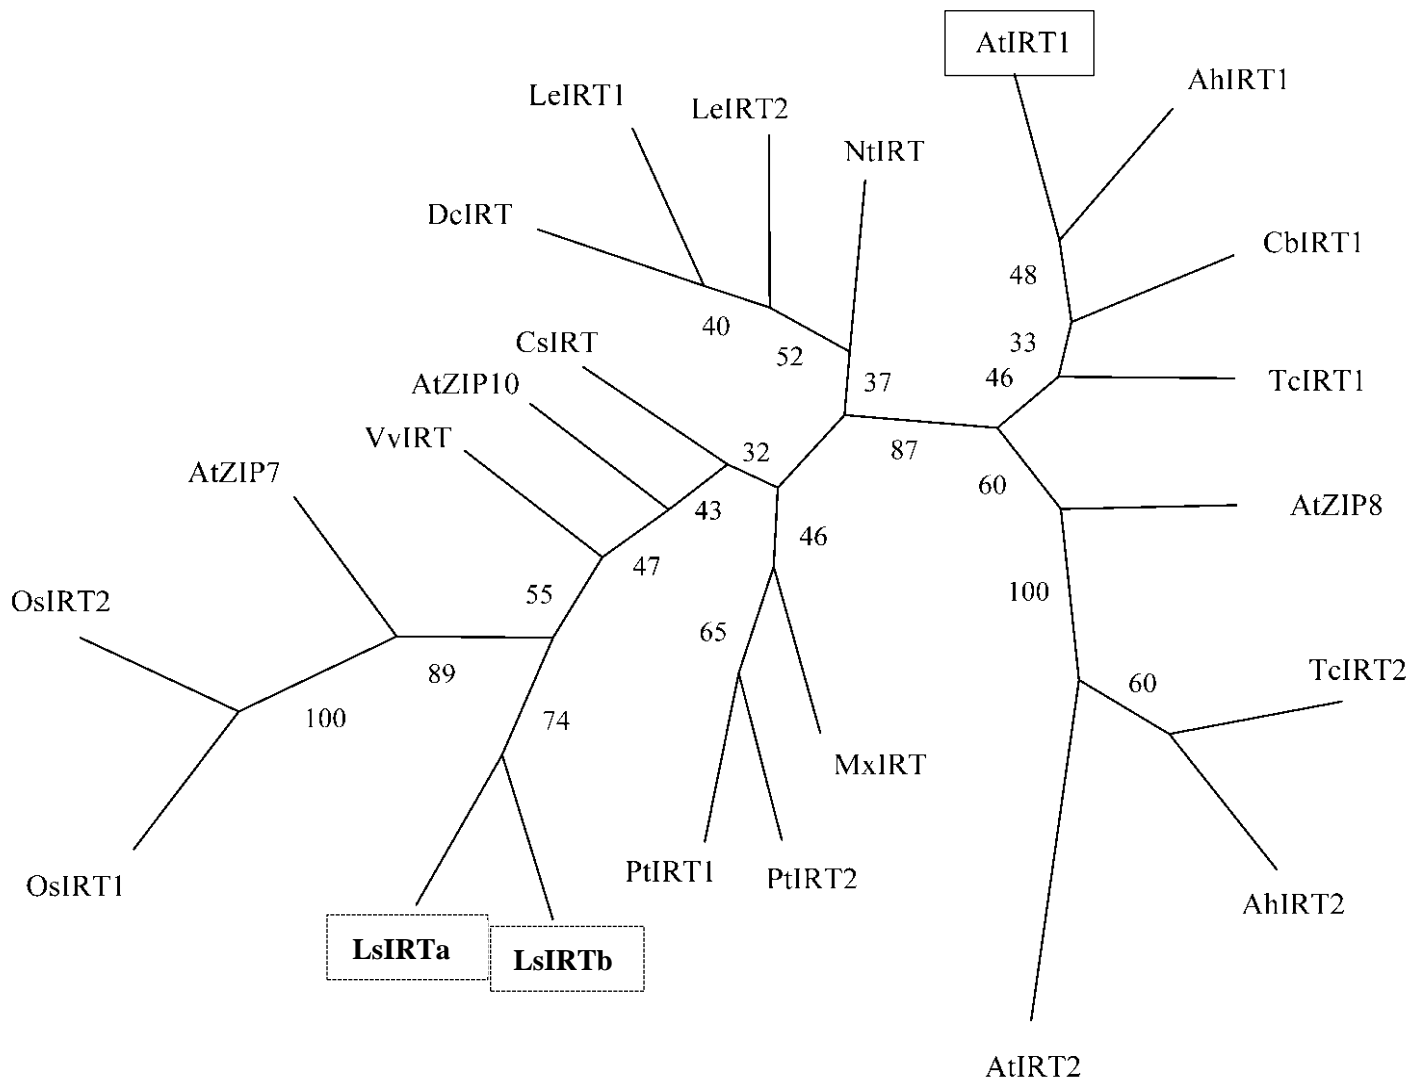 AtIRT1
AhIRT1
LeIRT1
LeIRT2
NtIRT
DcIRT
CbIRT1
48
40
52
33
CsIRT
AtZIP10
37
46
TcIRT1
VvIRT
32
87
AtZIP7
60
43
AtZIP8
46
47
55
100
OsIRT2
65
89
60
TcIRT2
100
74
MxIRT
PtIRT1
PtIRT2
OsIRT1
AhIRT2
LsIRTa
LsIRTb
AtIRT2